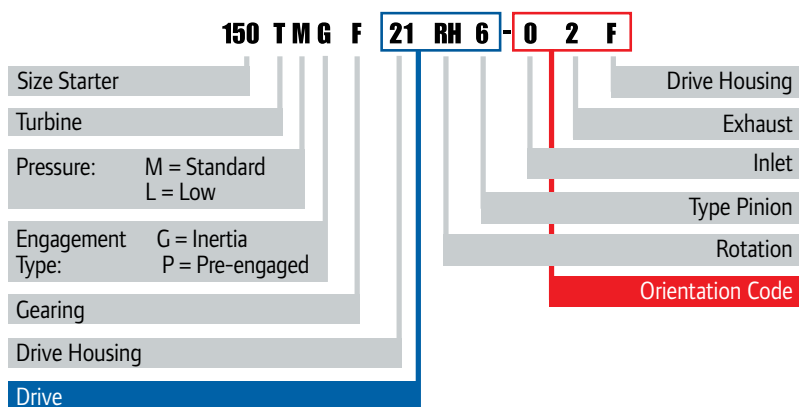 150 T M G F 21 RH 6 - 0 2 F
Size Starter
Turbine
Pressure: M = Standard
L = Low
Engagement G = Inertia
Type: P = Pre-engaged
Gearing
Drive Housing
Drive
Drive Housing
Exhaust
Inlet
Type Pinion
Rotation
Orientation Code